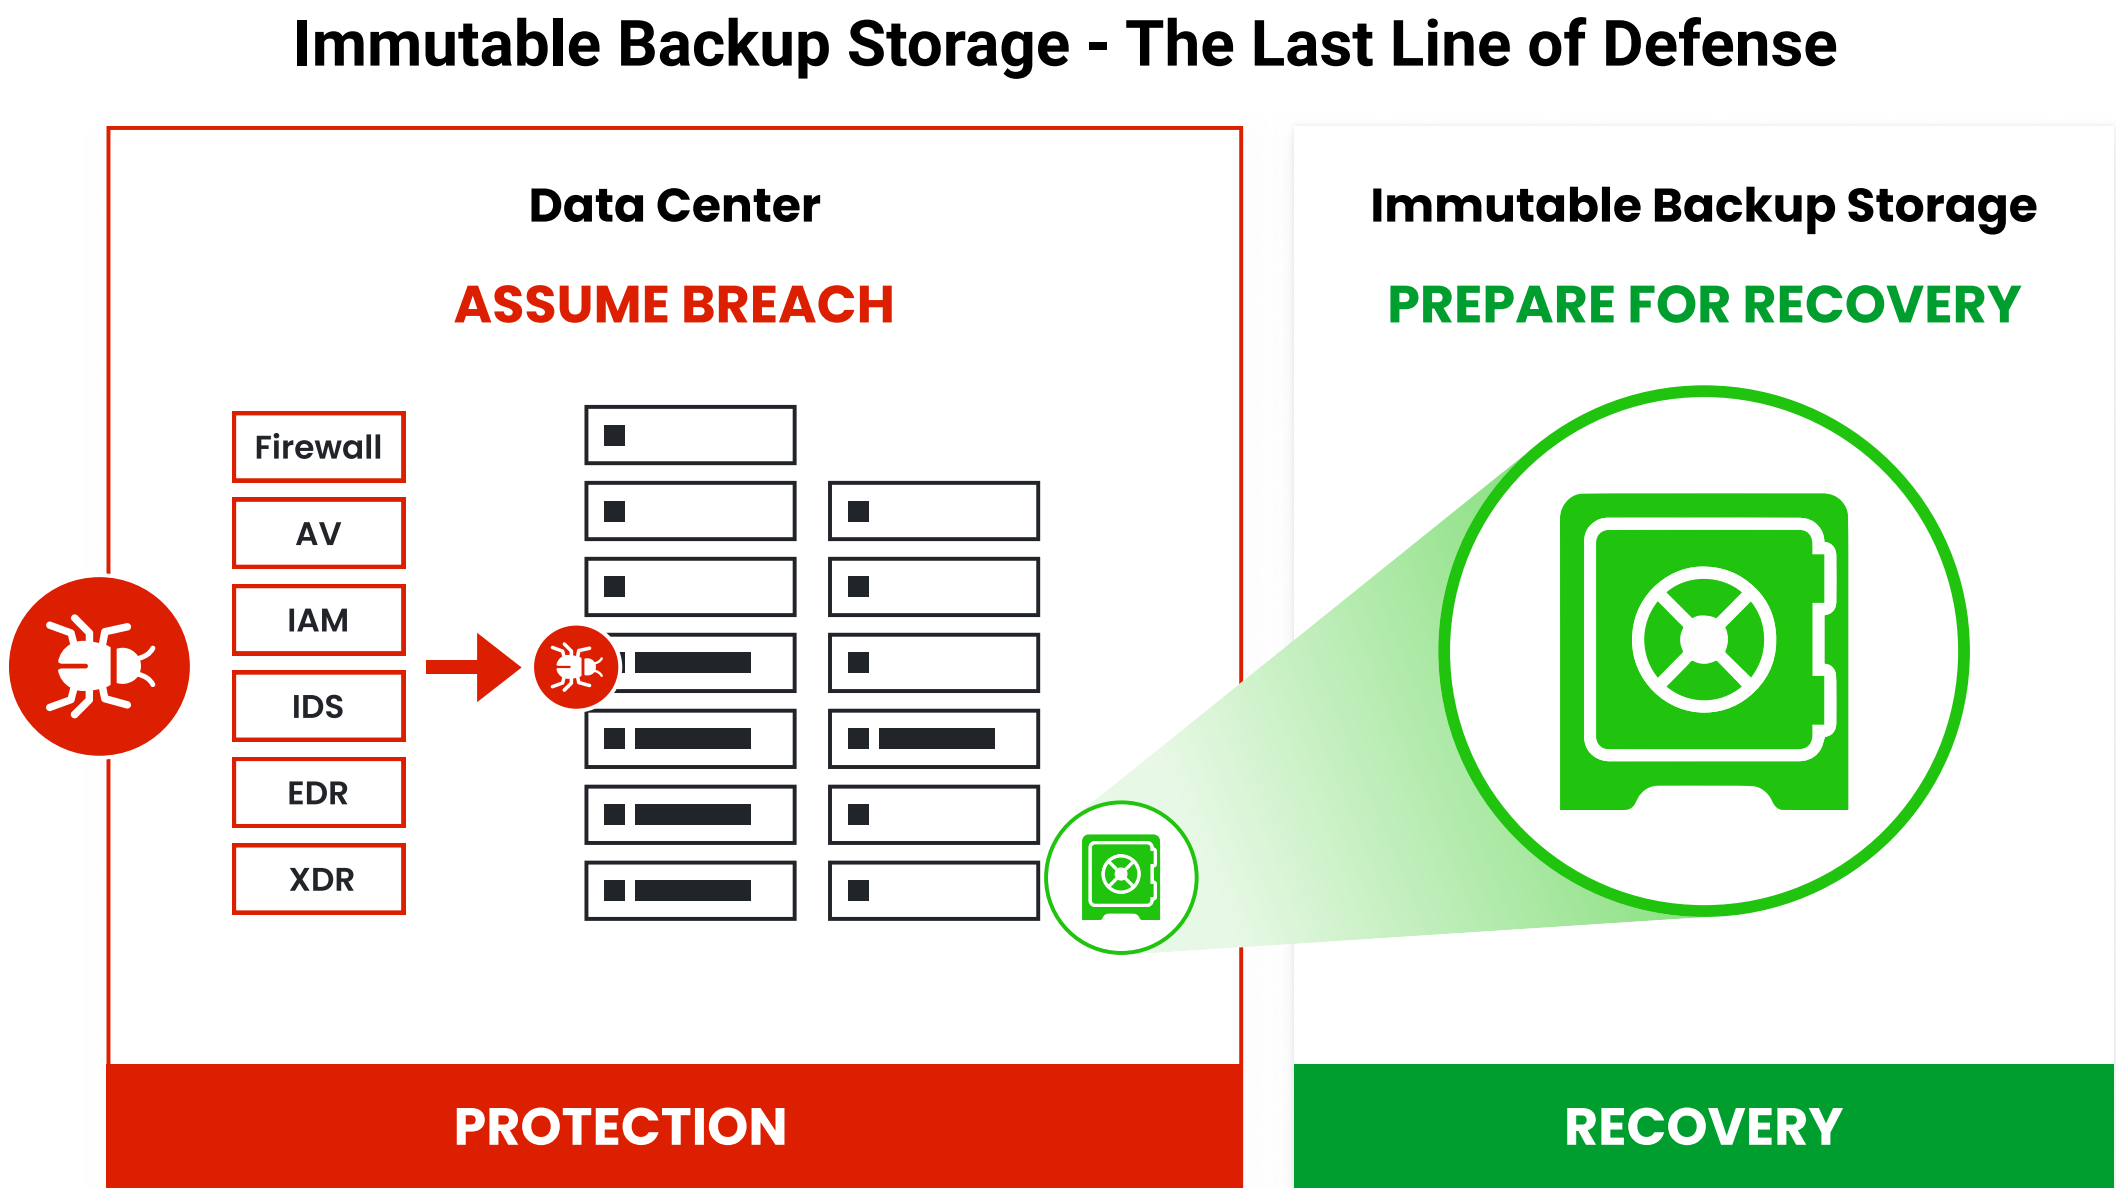 Immutable Backup Storage - The Last Line of Defense
Data Center
ASSUME BREACH
Firewall
AV
IAM
IDS
EDR
XDR
PROTECTION
Immutable Backup Storage
PREPARE FOR RECOVERY
RECOVERY